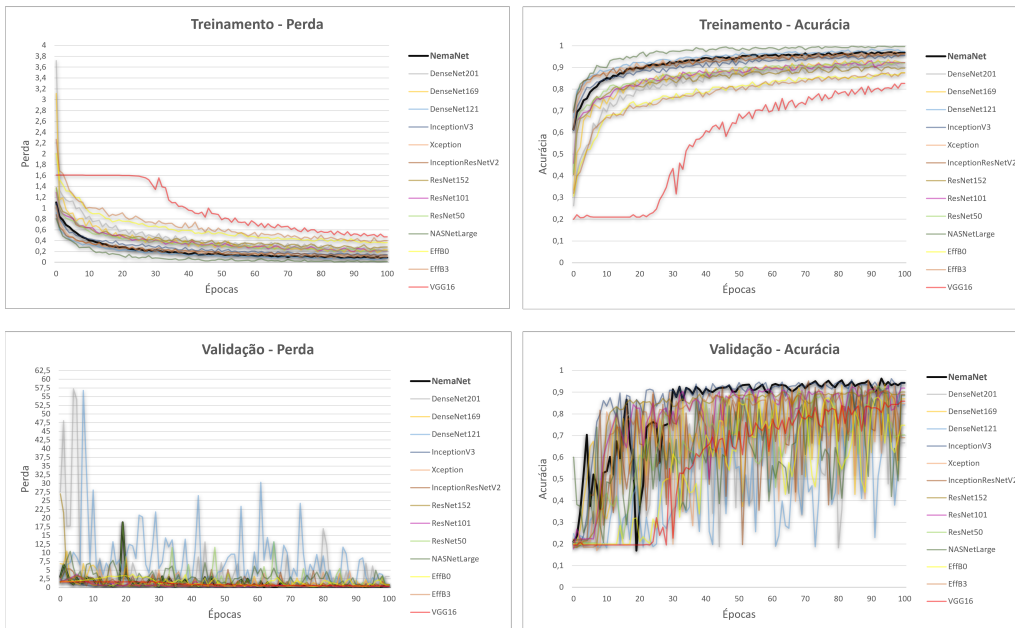 Treinamento - Perda
4
3,8
3,6
3,4
3,2
3
2,8
2,6
2,4
2,2
2
1,8
1,6
1,4
1,2
1
0,8
0,6
0,4
0,2
0
Perda
0 10 20 30 40 50 60 70 80 90 100
Épocas
NemaNet
DenseNet201
DenseNet169
DenseNet121
InceptionV3
Xception
InceptionResNetV2
ResNet152
ResNet101
ResNet50
NASNetLarge
EffB0
EffB3
VGG16
Treinamento - Acurácia
1
0,9
0,8
0,7
0,6
0,5
0,4
0,3
0,2
0,1
0
Acurácia
0 10 20 30 40 50 60 70 80 90 100
Épocas
NemaNet
DenseNet201
DenseNet169
DenseNet121
InceptionV3
Xception
InceptionResNetV2
ResNet152
ResNet101
ResNet50
NASNetLarge
EffB0
EffB3
VGG16
Validação - Perda
62,5
60
57,5
55
52,5
50
47,5
45
42,5
40
37,5
35
32,5
30
27,5
25
22,5
20
17,5
15
12,5
10
7,5
5
2,5
0
Perda
0 10 20 30 40 50 60 70 80 90 100
Épocas
NemaNet
DenseNet201
DenseNet169
DenseNet121
InceptionV3
Xception
InceptionResNetV2
ResNet152
ResNet101
ResNet50
NASNetLarge
EffB0
EffB3
VGG16
Validação - Acurácia
1
0,9
0,8
0,7
0,6
0,5
0,4
0,3
0,2
0,1
0
Acurácia
0 10 20 30 40 50 60 70 80 90 100
Épocas
NemaNet
DenseNet201
DenseNet169
DenseNet121
InceptionV3
Xception
InceptionResNetV2
ResNet152
ResNet101
ResNet50
NASNetLarge
EffB0
EffB3
VGG16